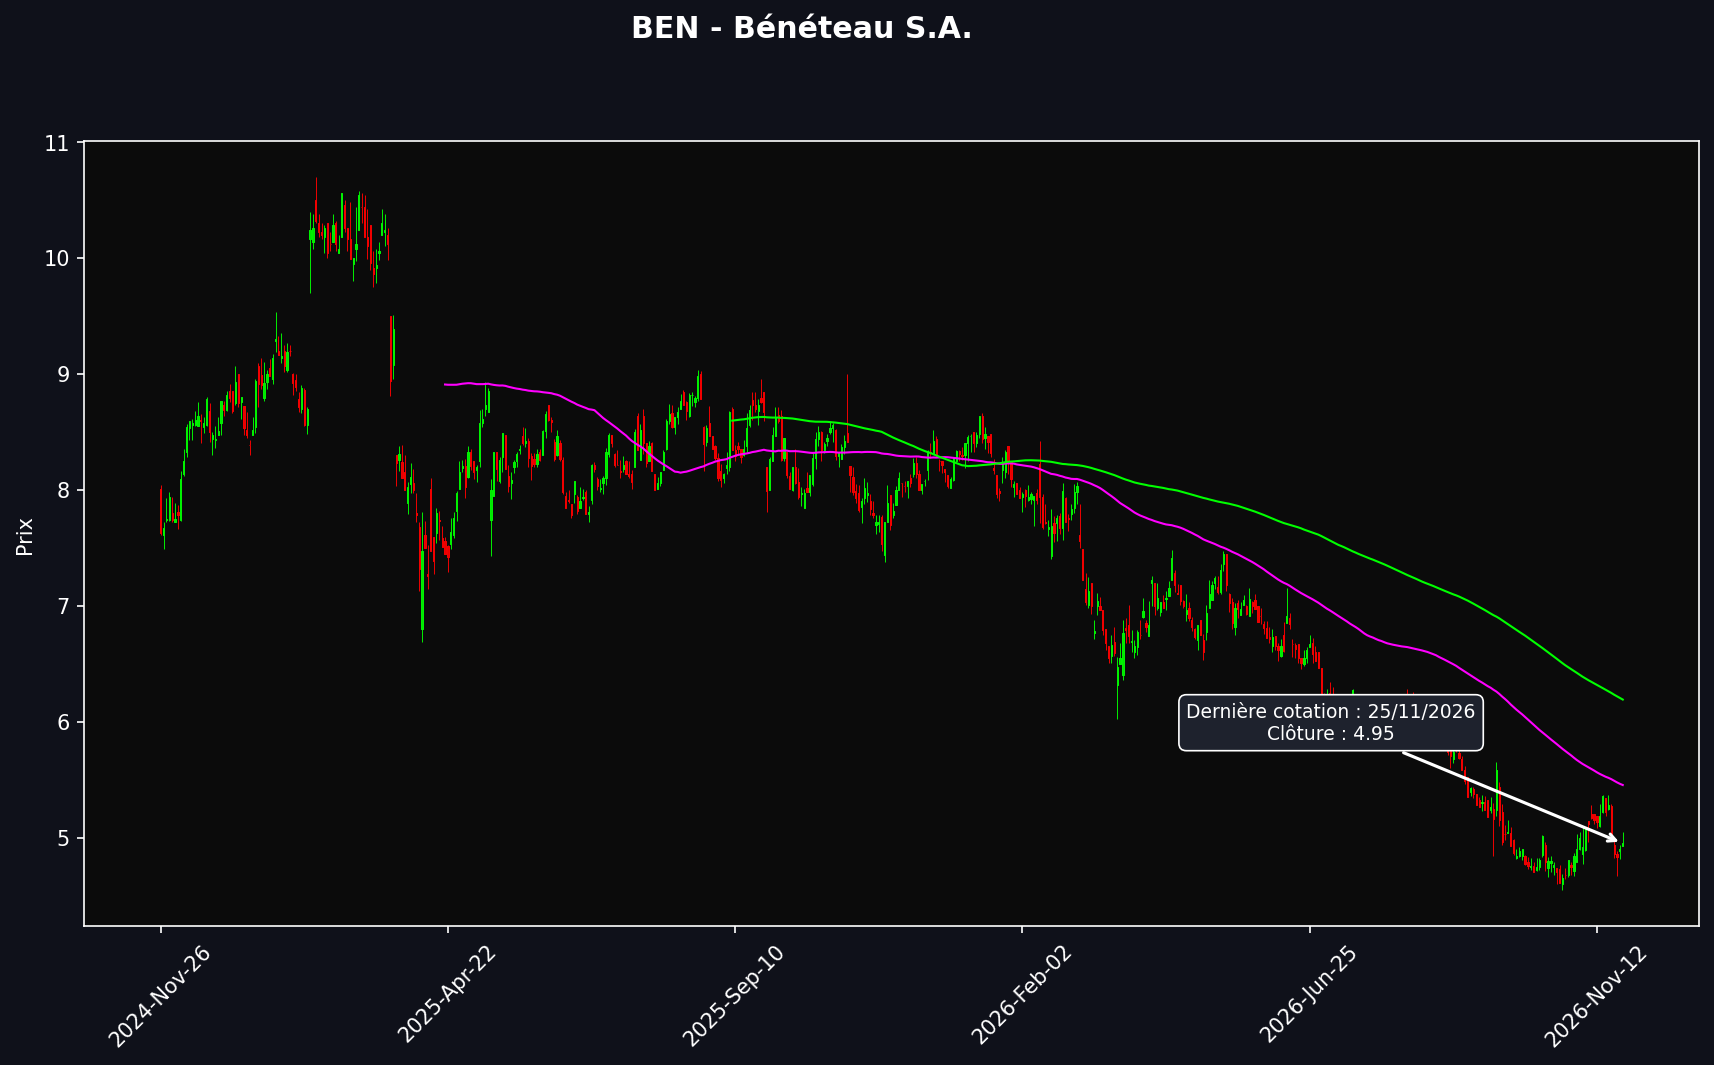 BEN - Bénéteau S.A.
Prix
11
10
9
8
7
6
5
Dernière cotation : 25/11/2026
Clôture : 4.95
2024-Nov-26
2025-Apr-22
2025-Sep-10
2026-Feb-02
2026-Jun-25
2026-Nov-12